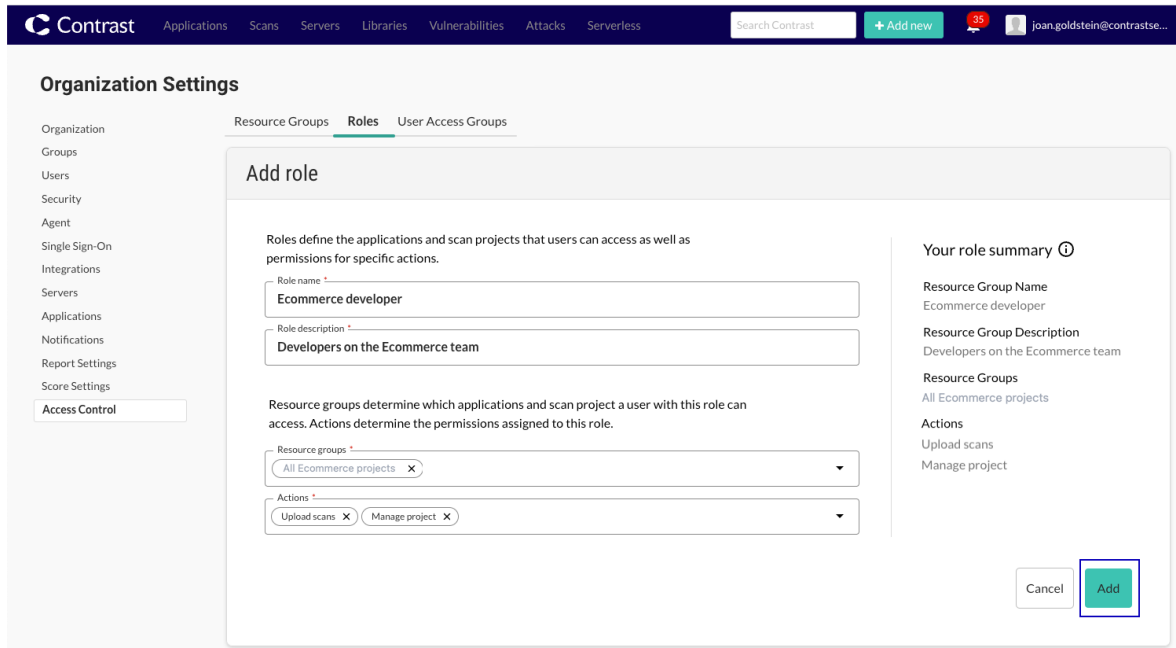 Contrast
Applications Scans Servers Libraries Vulnerabilities Attacks Serverless
Search Contrast
+ Add new
35
joan.goldstein@contrastse...
Organization Settings
Organization
Groups
Users
Security
Agent
Single Sign-On
Integrations
Servers
Applications
Notifications
Report Settings
Score Settings
Access Control
Resource Groups Roles User Access Groups
Add role
Roles define the applications and scan projects that users can access as well as
permissions for specific actions.
Role name *
Ecommerce developer
Role description *
Developers on the Ecommerce team
Resource groups determine which applications and scan project a user with this role can
access. Actions determine the permissions assigned to this role.
Resource groups *
All Ecommerce projects
Actions *
Upload scans Manage project
Your role summary
Resource Group Name
Ecommerce developer
Resource Group Description
Developers on the Ecommerce team
Resource Groups
All Ecommerce projects
Actions
Upload scans
Manage project
Cancel Add